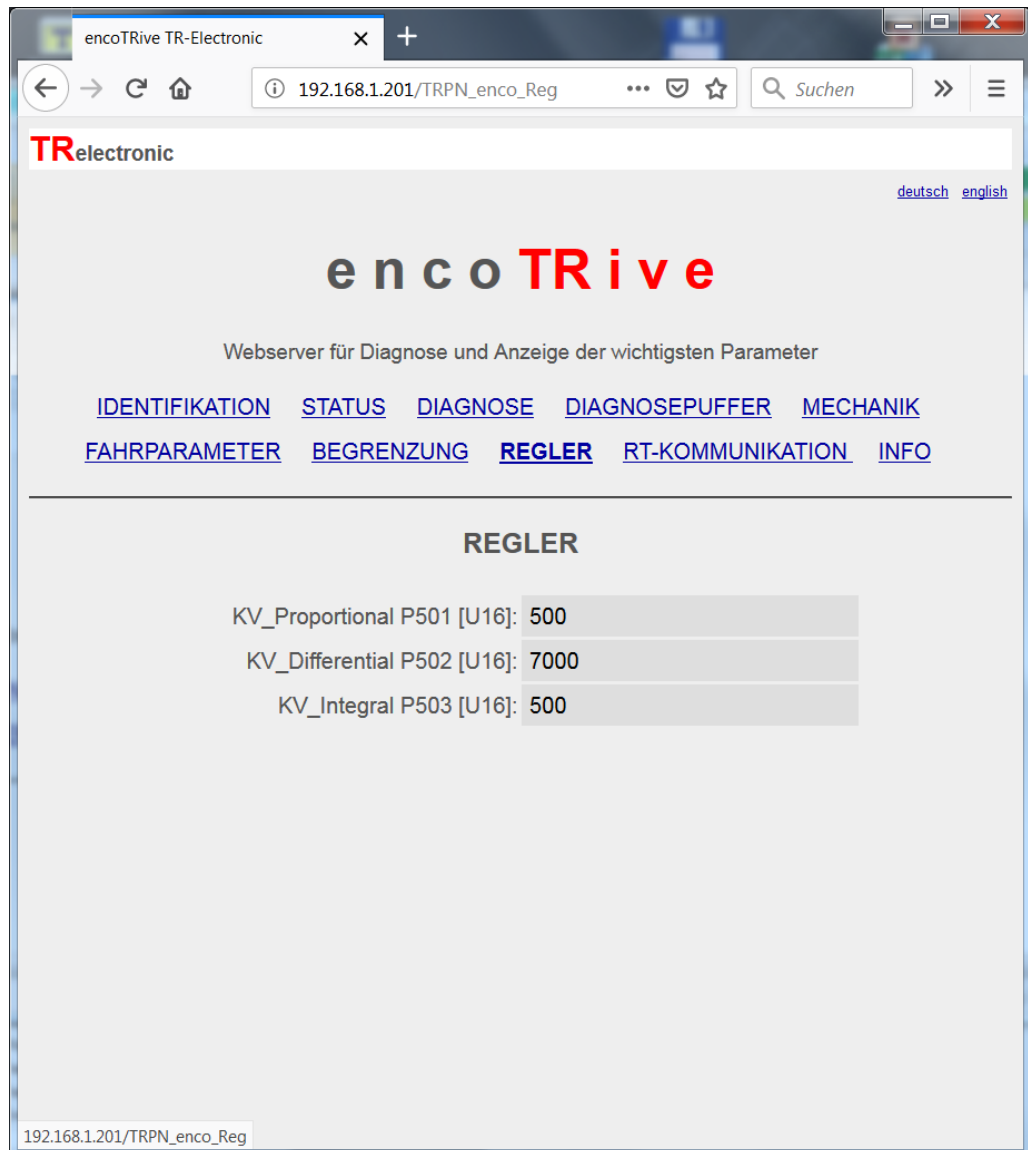 encoTRive TR-Electronic
192.168.1.201/TRPN_enco_Reg
Suchen
TRelectronic
deutsch english
e n c o TR i v e
Webserver für Diagnose und Anzeige der wichtigsten Parameter
IDENTIFIKATION STATUS DIAGNOSE DIAGNOSEPUFFER MECHANIK
FAHRPARAMETER BEGRENZUNG REGLER RT-KOMMUNIKATION INFO
REGLER
KV_Proportional P501 [U16]: 500
KV_Differential P502 [U16]: 7000
KV_Integral P503 [U16]: 500
192.168.1.201/TRPN_enco_Reg